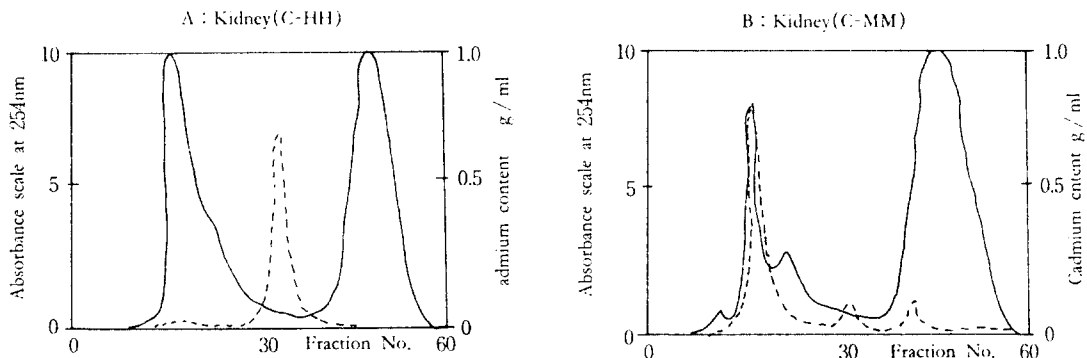 A : Kidney(C-HH)
10
5
0
Absorbance scale at 254nm
1.0
0.5
0
admium content g/ml
0
30
Fraction No.
60
B : Kidney(C-MM)
10
5
0
Absorbance scale at 254nm
1.0
0.5
0
Cadmium cntent g/ml
0
30
Fraction No.
60